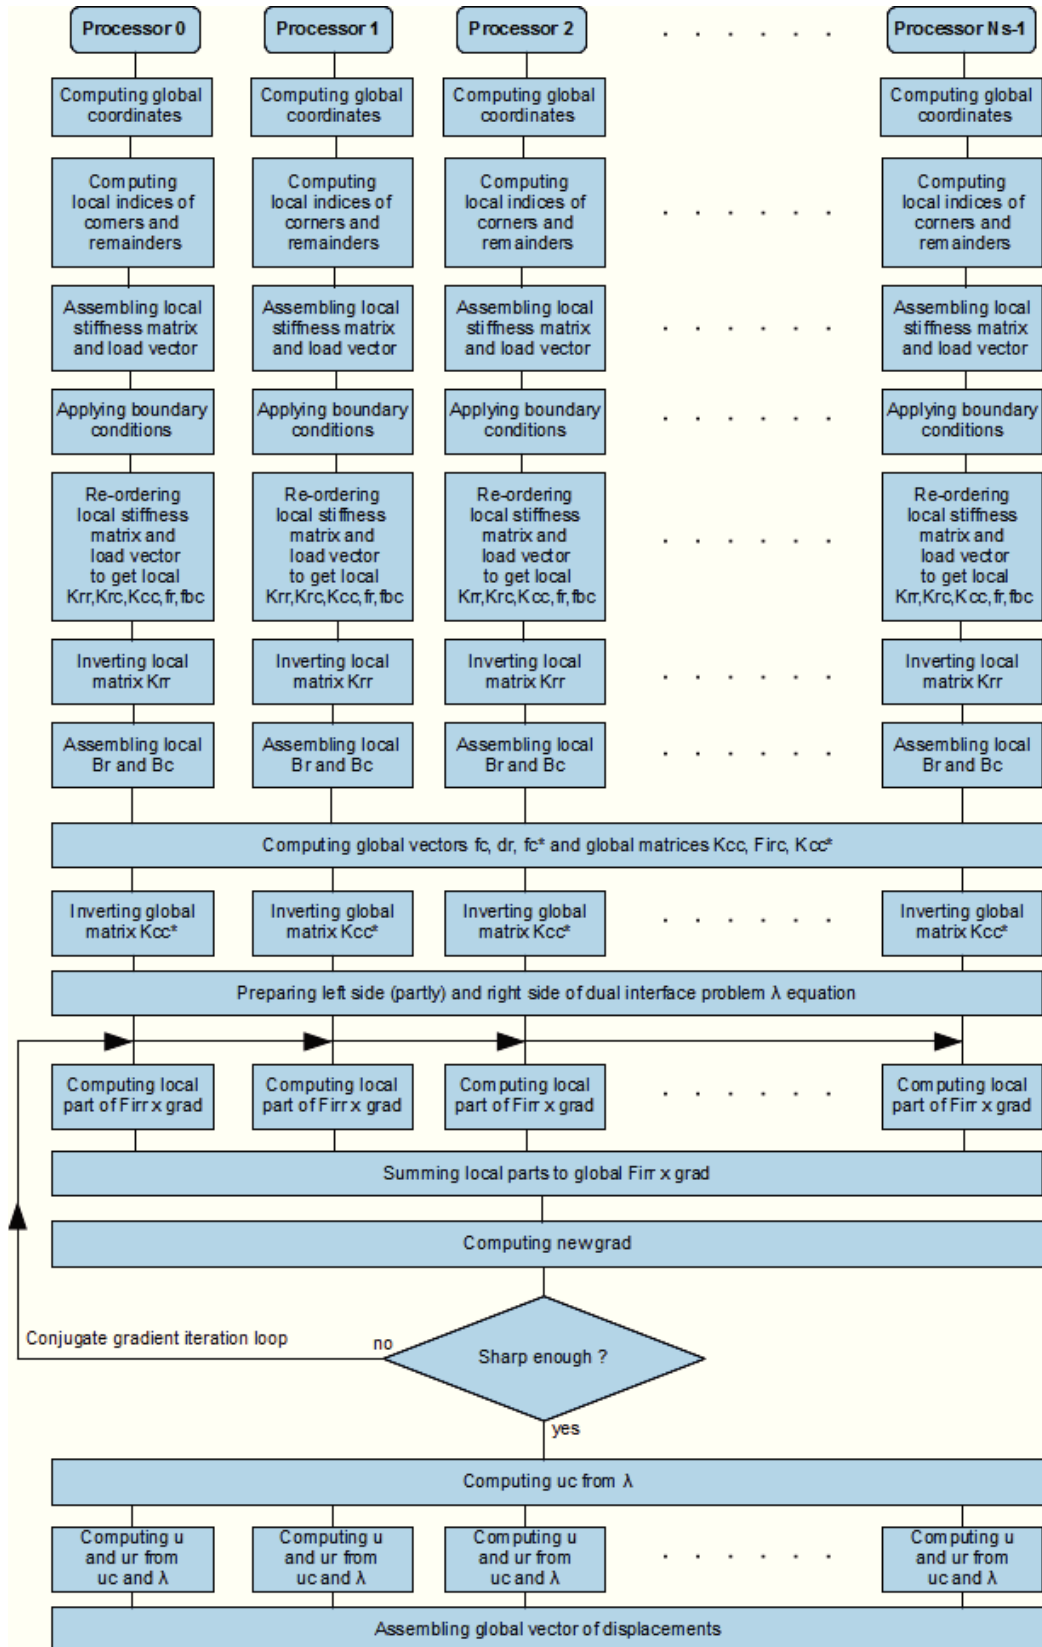 Processor 0
Processor 1
Processor 2
Processor Ns-1
Computing global
coordinates
Computing global
coordinates
Computing global
coordinates
Computing global
coordinates
Computing
local indices of
corners and
remainders
Computing
local indices of
corners and
remainders
Computing
local indices of
corners and
remainders
Computing
local indices of
corners and
remainders
Assembling local
stiffness matrix
and load vector
Assembling local
stiffness matrix
and load vector
Assembling local
stiffness matrix
and load vector
Assembling local
stiffness matrix
and load vector
Applying boundary
conditions
Applying boundary
conditions
Applying boundary
conditions
Applying boundary
conditions
Re-ordering
local stiffness
matrix and
load vector
to get local
Krr,Krc,Kcc,fr,fbc
Re-ordering
local stiffness
matrix and
load vector
to get local
Krr,Krc,Kcc,fr,fbc
Re-ordering
local stiffness
matrix and
load vector
to get local
Krr,Krc,Kcc,fr,fbc
Re-ordering
local stiffness
matrix and
load vector
to get local
Krr,Krc,Kcc,fr,fbc
Inverting local
matrix Krr
Inverting local
matrix Krr
Inverting local
matrix Krr
Inverting local
matrix Krr
Assembling local
Br and Bc
Assembling local
Br and Bc
Assembling local
Br and Bc
Assembling local
Br and Bc
Computing global vectors fc, dr, fc* and global matrices Kcc, Firc, Kcc*
Inverting global
matrix Kcc*
Inverting global
matrix Kcc*
Inverting global
matrix Kcc*
Inverting global
matrix Kcc*
Preparing left side (partly) and right side of dual interface problem λ equation
Computing local
part of Firr x grad
Computing local
part of Firr x grad
Computing local
part of Firr x grad
Computing local
part of Firr x grad
Summing local parts to global Firr x grad
Computing new grad
Conjugate gradient iteration loop
no
Sharp enough ?
yes
Computing uc from λ
Computing u
and ur from
uc and λ
Computing u
and ur from
uc and λ
Computing u
and ur from
uc and λ
Computing u
and ur from
uc and λ
Assembling global vector of displacements